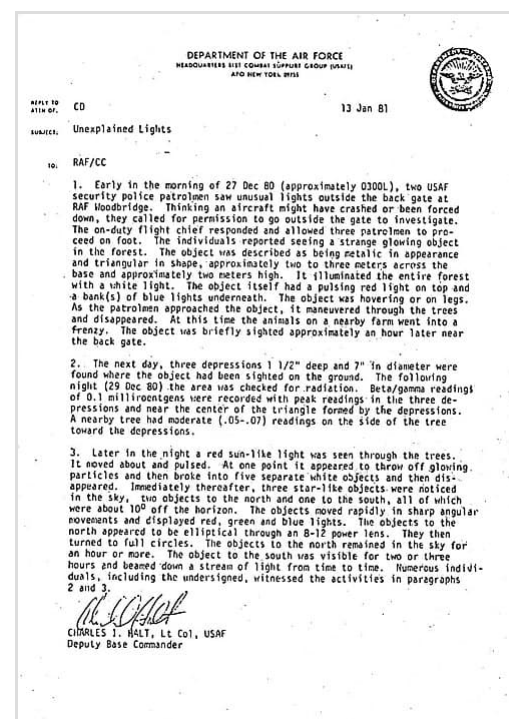 DEPARTMENT OF THE AIR FORCE
HEADQUARTERS 81ST COMBAT SUPPORT GROUP (USAFE)
APO NEW YORK 09755
REPLY TO
ATTN OF: CD
13 Jan 81
SUBJECT: Unexplained Lights
TO: RAF/CC
1. Early in the morning of 27 Dec 80 (approximately 0300L), two USAF
security police patrolmen saw unusual lights outside the back gate at
RAF Woodbridge. Thinking an aircraft might have crashed or been forced
down, they called for permission to go outside the gate to investigate.
The on-duty flight chief responded and allowed three patrolmen to pro-
ceed on foot. The individuals reported seeing a strange glowing object
in the forest. The object was described as being metalic in appearance
and triangular in shape, approximately two to three meters across the
base and approximately two meters high. It illuminated the entire forest
with a white light. The object itself had a pulsing red light on top and
a bank(s) of blue lights underneath. The object was hovering or on legs.
As the patrolmen approached the object, it maneuvered through the trees
and disappeared. At this time the animals on a nearby farm went into a
frenzy. The object was briefly sighted approximately an hour later near
the back gate.
2. The next day, three depressions 1 1/2" deep and 7" in diameter were
found where the object had been sighted on the ground. The following
night (29 Dec 80) the area was checked for radiation. Beta/gamma readings
of 0.1 milliroentgens were recorded with peak readings in the three de-
pressions and near the center of the triangle formed by the depressions.
A nearby tree had moderate (.05-.07) readings on the side of the tree
toward the depressions.
3. Later in the night a red sun-like light was seen through the trees.
It moved about and pulsed. At one point it appeared to throw off glowing
particles and then broke into five separate white objects and then dis-
appeared. Immediately thereafter, three star-like objects were noticed
in the sky, two objects to the north and one to the south, all of which
were about 10° off the horizon. The objects moved rapidly in sharp angular
movements and displayed red, green and blue lights. The objects to the
north appeared to be elliptical through an 8-12 power lens. They then
turned to full circles. The objects to the north remained in the sky for
an hour or more. The object to the south was visible for two or three
hours and beamed down a stream of light from time to time. Numerous indivi-
duals, including the undersigned, witnessed the activities in paragraphs
2 and 3.
CHARLES I. HALT, Lt Col, USAF
Deputy Base Commander